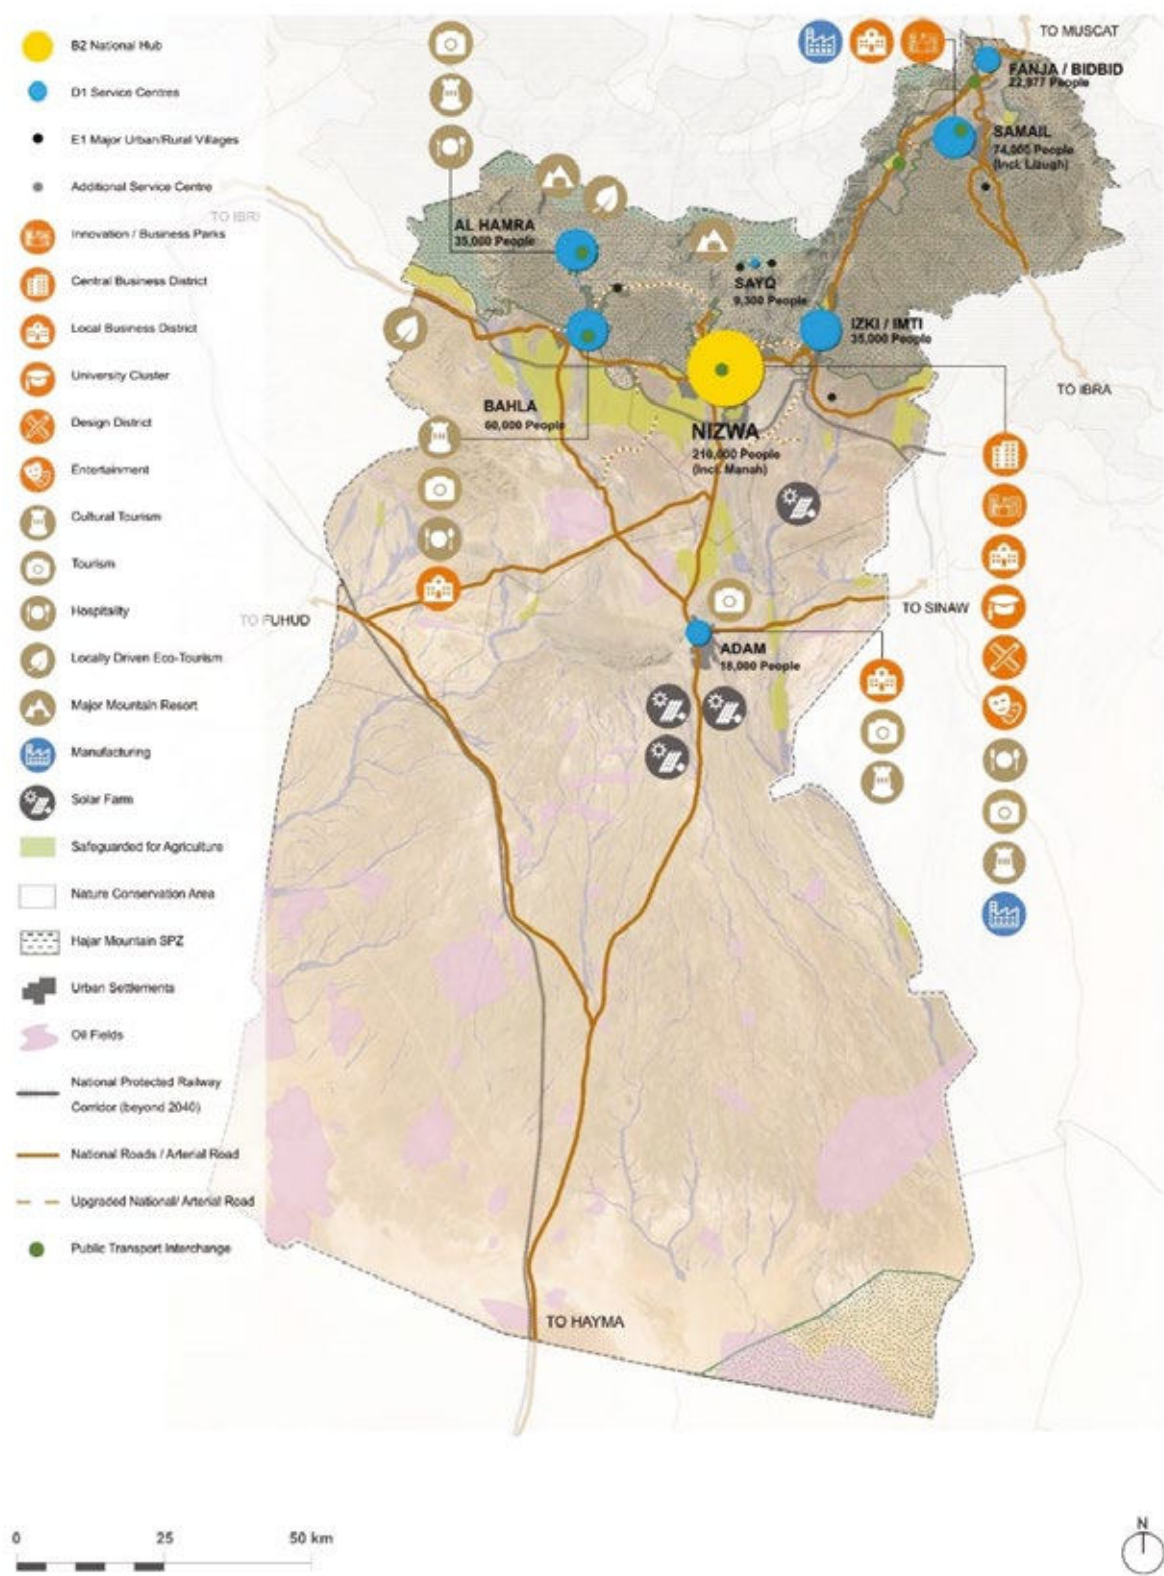 B2 National Hub
D1 Service Centres
E1 Major Urban/Rural Villages
Additional Service Centre
Innovation / Business Parks
Central Business District
Local Business District
University Cluster
Design District
Entertainment
Cultural Tourism
Tourism
Hospitality
Locally Driven Eco-Tourism
Major Mountain Resort
Manufacturing
Solar Farm
Safeguarded for Agriculture
Nature Conservation Area
Hajar Mountain SPZ
Urban Settlements
Oil Fields
National Protected Railway
Corridor (beyond 2040)
National Roads / Arterial Road
Upgraded National/ Arterial Road
Public Transport Interchange
TO MUSCAT
FANJA / BIDBID
22,977 People
SAMAIL
74,000 People
(Incl. Lizugh)
TO IBRI
AL HAMRA
35,000 People
SAYQ
9,300 People
IZKI / IMTI
35,000 People
TO IBRA
BAHLA
60,000 People
NIZWA
210,000 People
(Incl. Manah)
TO FUHUD
TO SINAW
ADAM
18,000 People
TO HAYMA
0 25 50 km
N